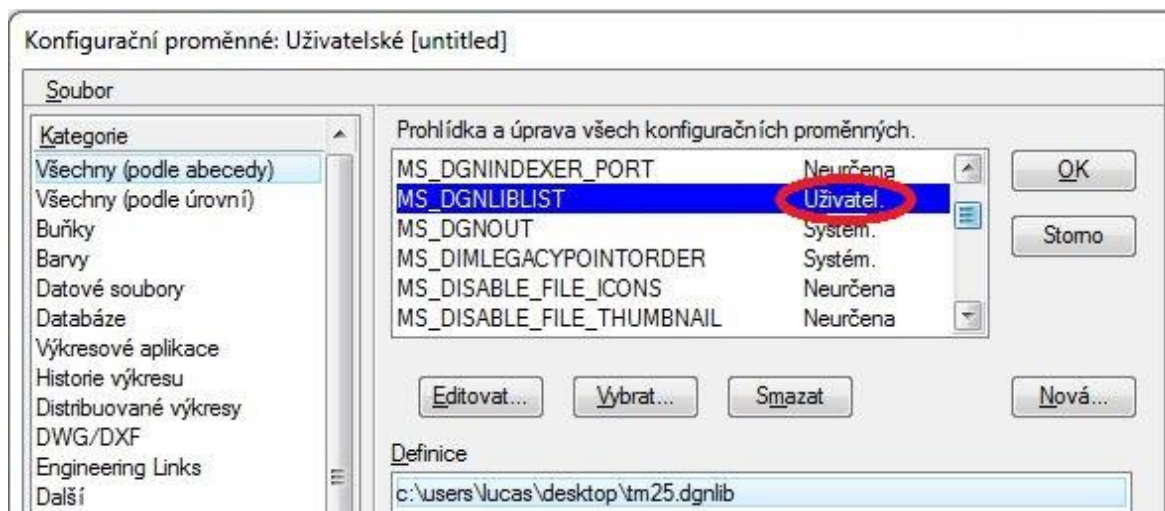 Konfigurační proměnné: Uživatelské [untitled]
Soubor
Kategorie
Všechny (podle abecedy)
Všechny (podle úrovní)
Buňky
Barvy
Datové soubory
Databáze
Výkresové aplikace
Historie výkresu
Distribuované výkresy
DWG/DXF
Engineering Links
Další
Prohlídka a úprava všech konfiguračních proměnných.
MS_DGNINDEXER_PORT Neurčena
MS_DGNLIBLIST Uživatel.
MS_DGNOUT Systém.
MS_DIMLEGACYPOINTORDER Systém.
MS_DISABLE_FILE_ICONS Neurčena
MS_DISABLE_FILE_THUMBNAIL Neurčena
OK
Storno
Editovat... Vybrat... Smazat Nová...
Definice
c:\users\lucas\desktop\tm25.dgnlib